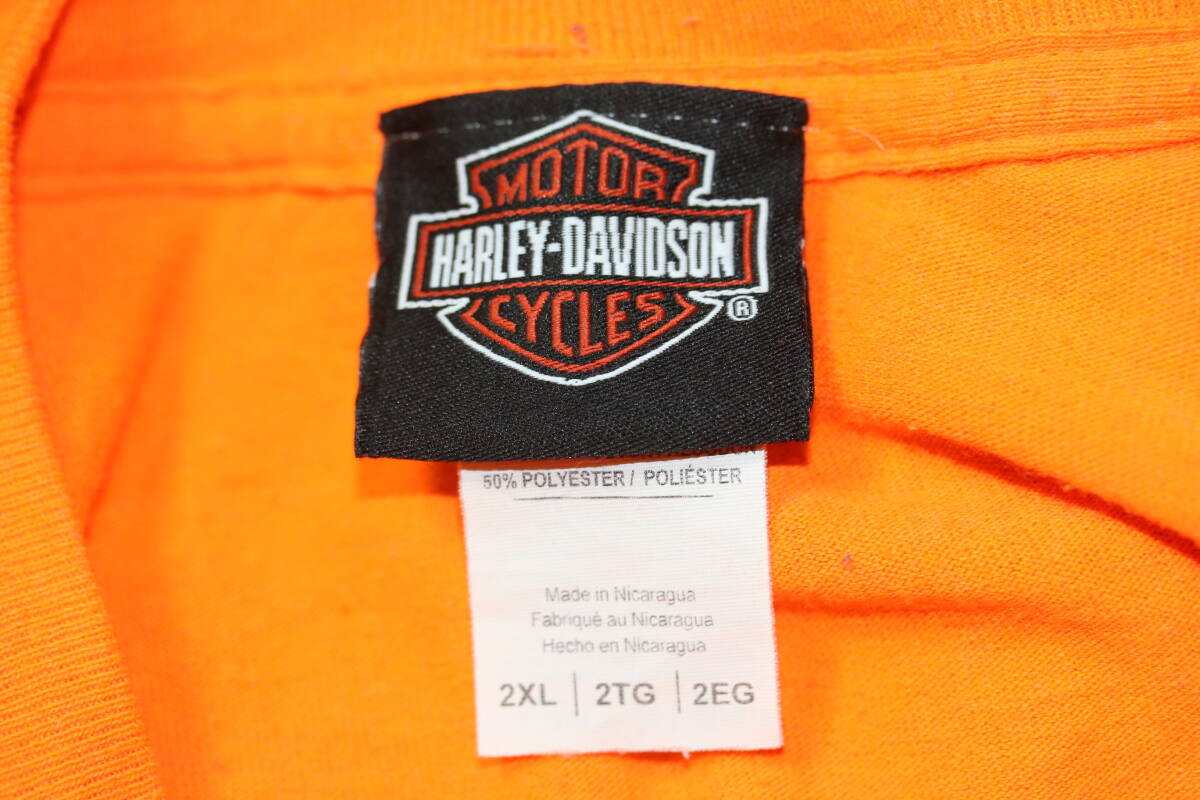 MOTOR
HARLEY-DAVIDSON
CYCLES ®
50% POLYESTER / POLIÉSTER
Made in Nicaragua
Fabriqué au Nicaragua
Hecho en Nicaragua
2XL | 2TG | 2EG